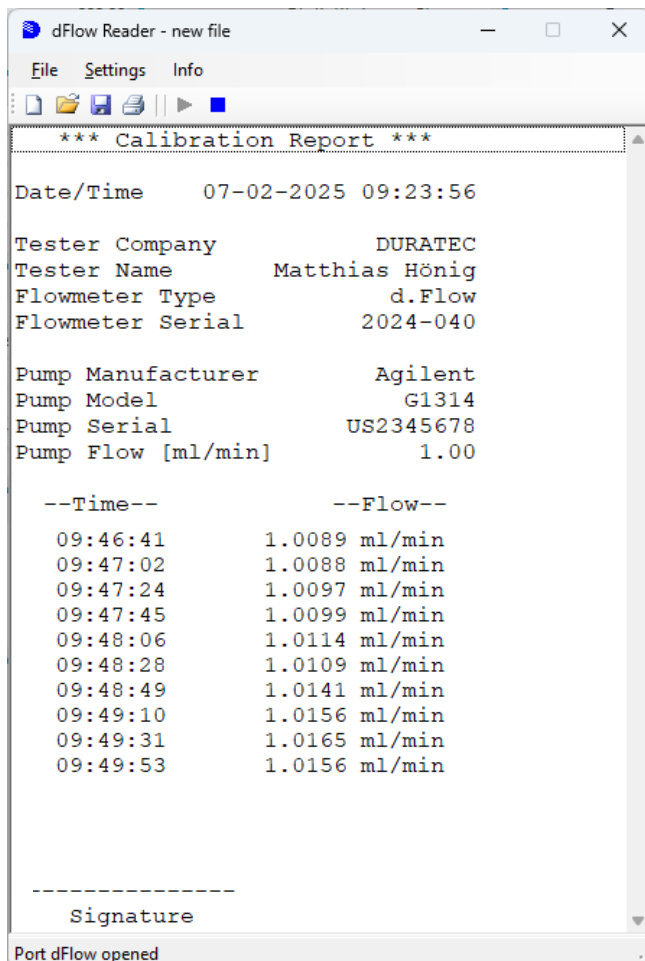 dFlow Reader - new file
File Settings Info
*** Calibration Report ***
Date/Time 07-02-2025 09:23:56
Tester Company DURATEC
Tester Name Matthias Hönig
Flowmeter Type d.Flow
Flowmeter Serial 2024-040
Pump Manufacturer Agilent
Pump Model G1314
Pump Serial US2345678
Pump Flow [ml/min] 1.00
--Time-- --Flow--
09:46:41 1.0089 ml/min
09:47:02 1.0088 ml/min
09:47:24 1.0097 ml/min
09:47:45 1.0099 ml/min
09:48:06 1.0114 ml/min
09:48:28 1.0109 ml/min
09:48:49 1.0141 ml/min
09:49:10 1.0156 ml/min
09:49:31 1.0165 ml/min
09:49:53 1.0156 ml/min
---------------
Signature
Port dFlow opened